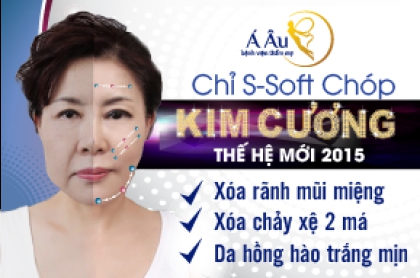 Á Âu
bệnh viện thẩm mỹ
Chỉ S-Soft Chóp
KIM CƯƠNG
THẾ HỆ MỚI 2015
Xóa rãnh mũi miệng
Xóa chảy xệ 2 má
Da hồng hào trắng mịn